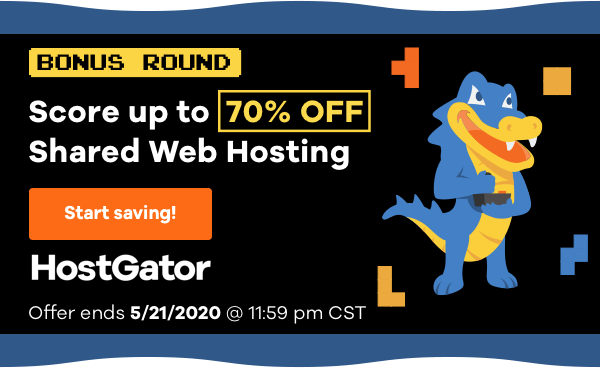 BONUS ROUND
Score up to 70% OFF
Shared Web Hosting
Start saving!
HostGator
Offer ends 5/21/2020 @ 11:59 pm CST